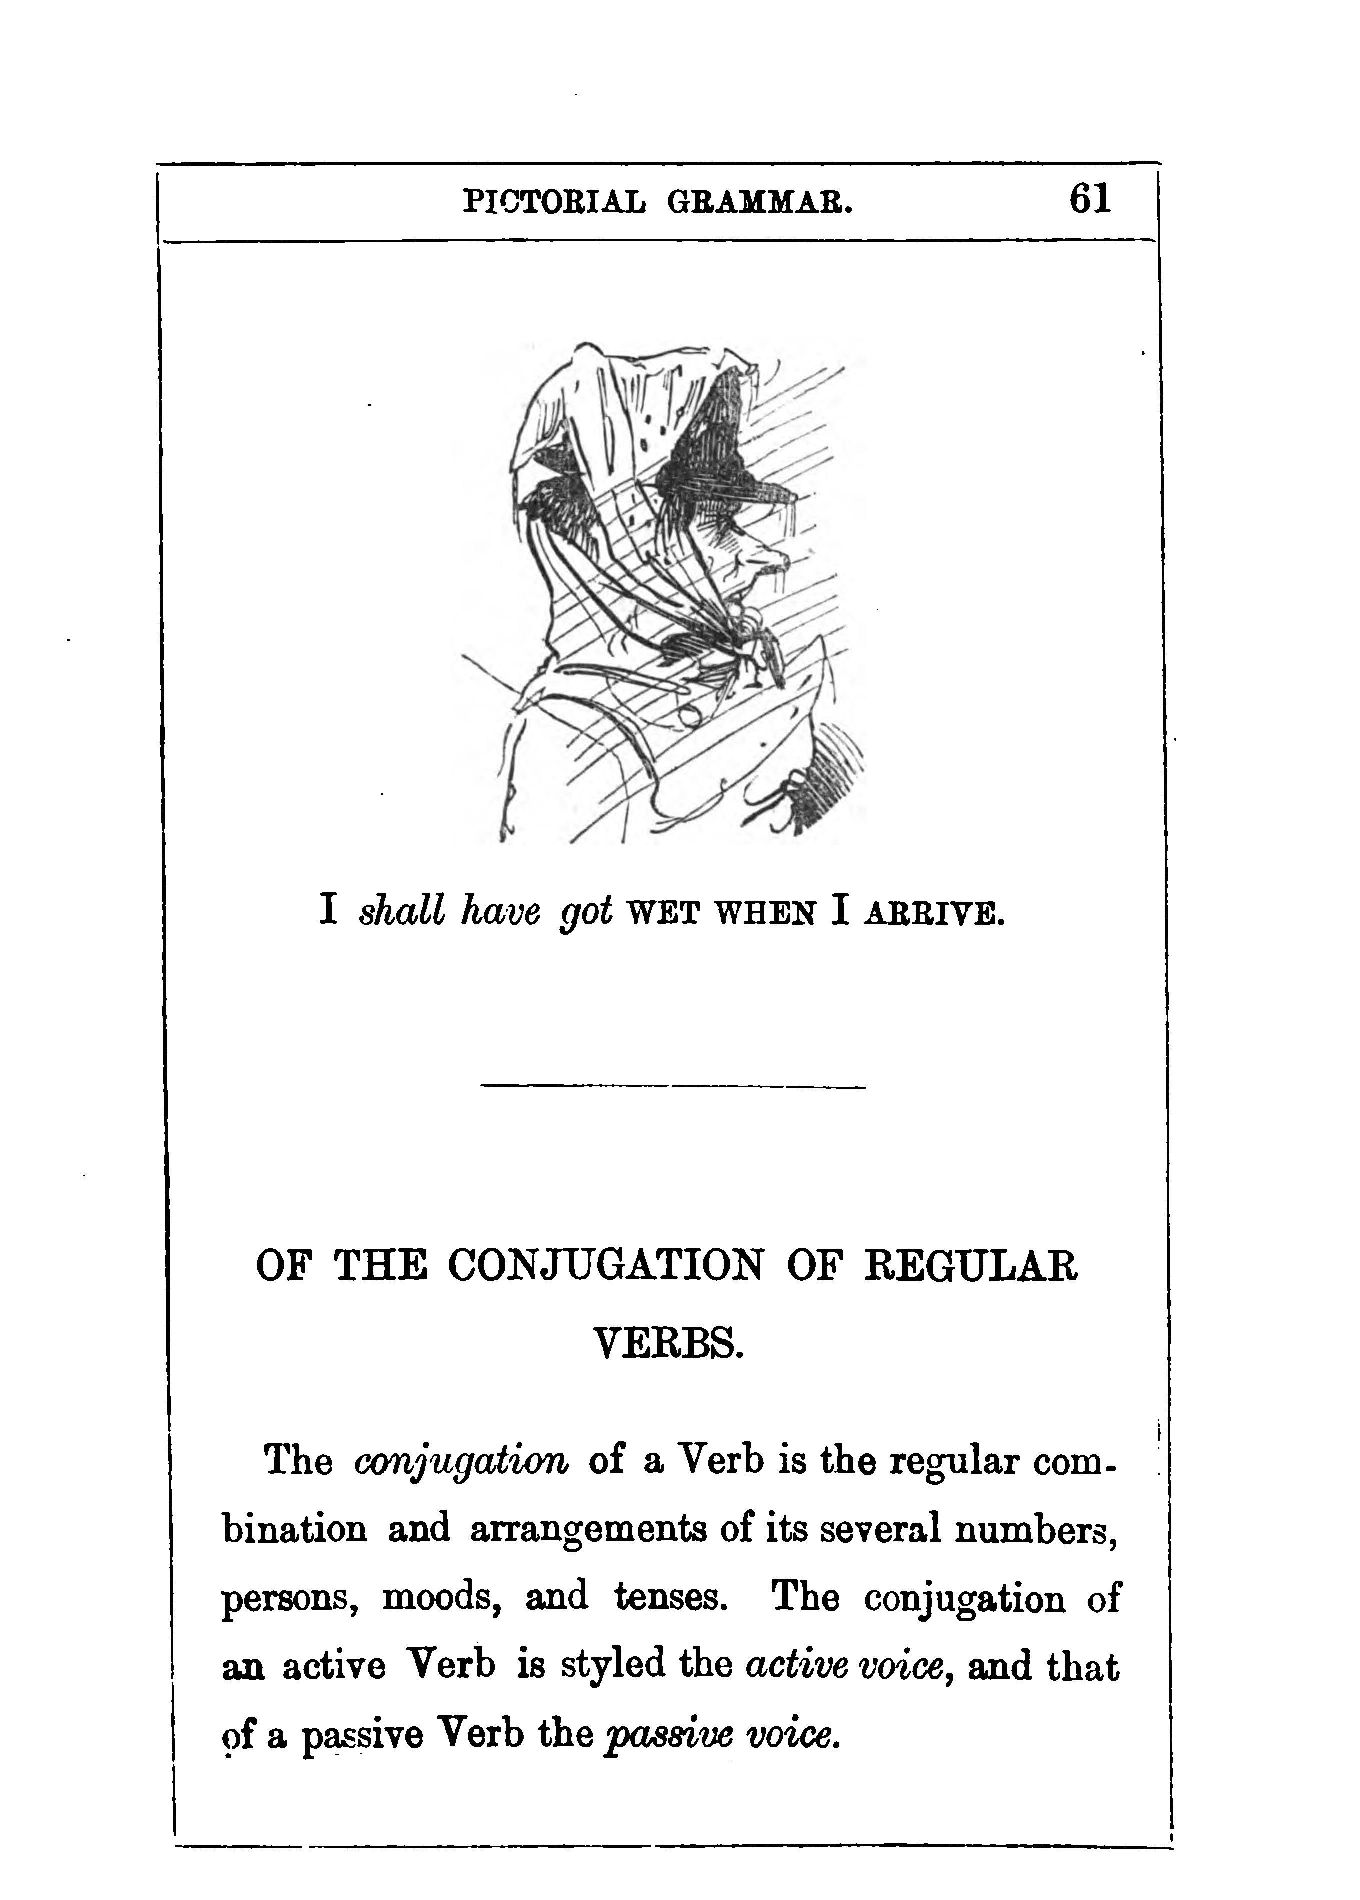 PICTORIAL GRAMMAR. 61
I shall have got WET WHEN I ARRIVE.
OF THE CONJUGATION OF REGULAR
VERBS.
The conjugation of a Verb is the regular com-
bination and arrangements of its several numbers,
persons, moods, and tenses. The conjugation of
an active Verb is styled the active voice, and that
of a passive Verb the passive voice.